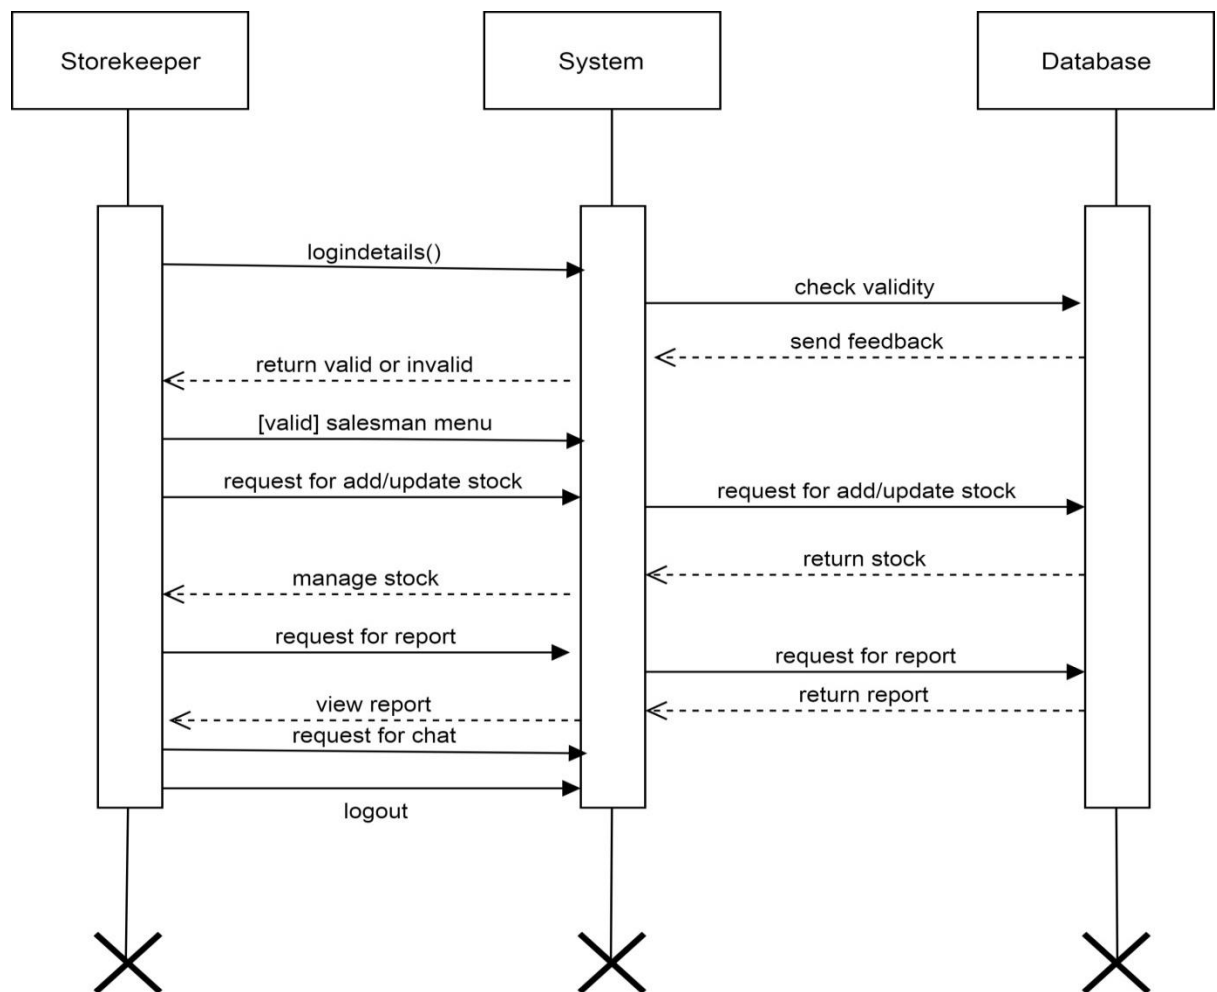 Storekeeper
System
Database
logindetails()
check validity
send feedback
return valid or invalid
[valid] salesman menu
request for add/update stock
request for add/update stock
return stock
manage stock
request for report
request for report
return report
view report
request for chat
logout